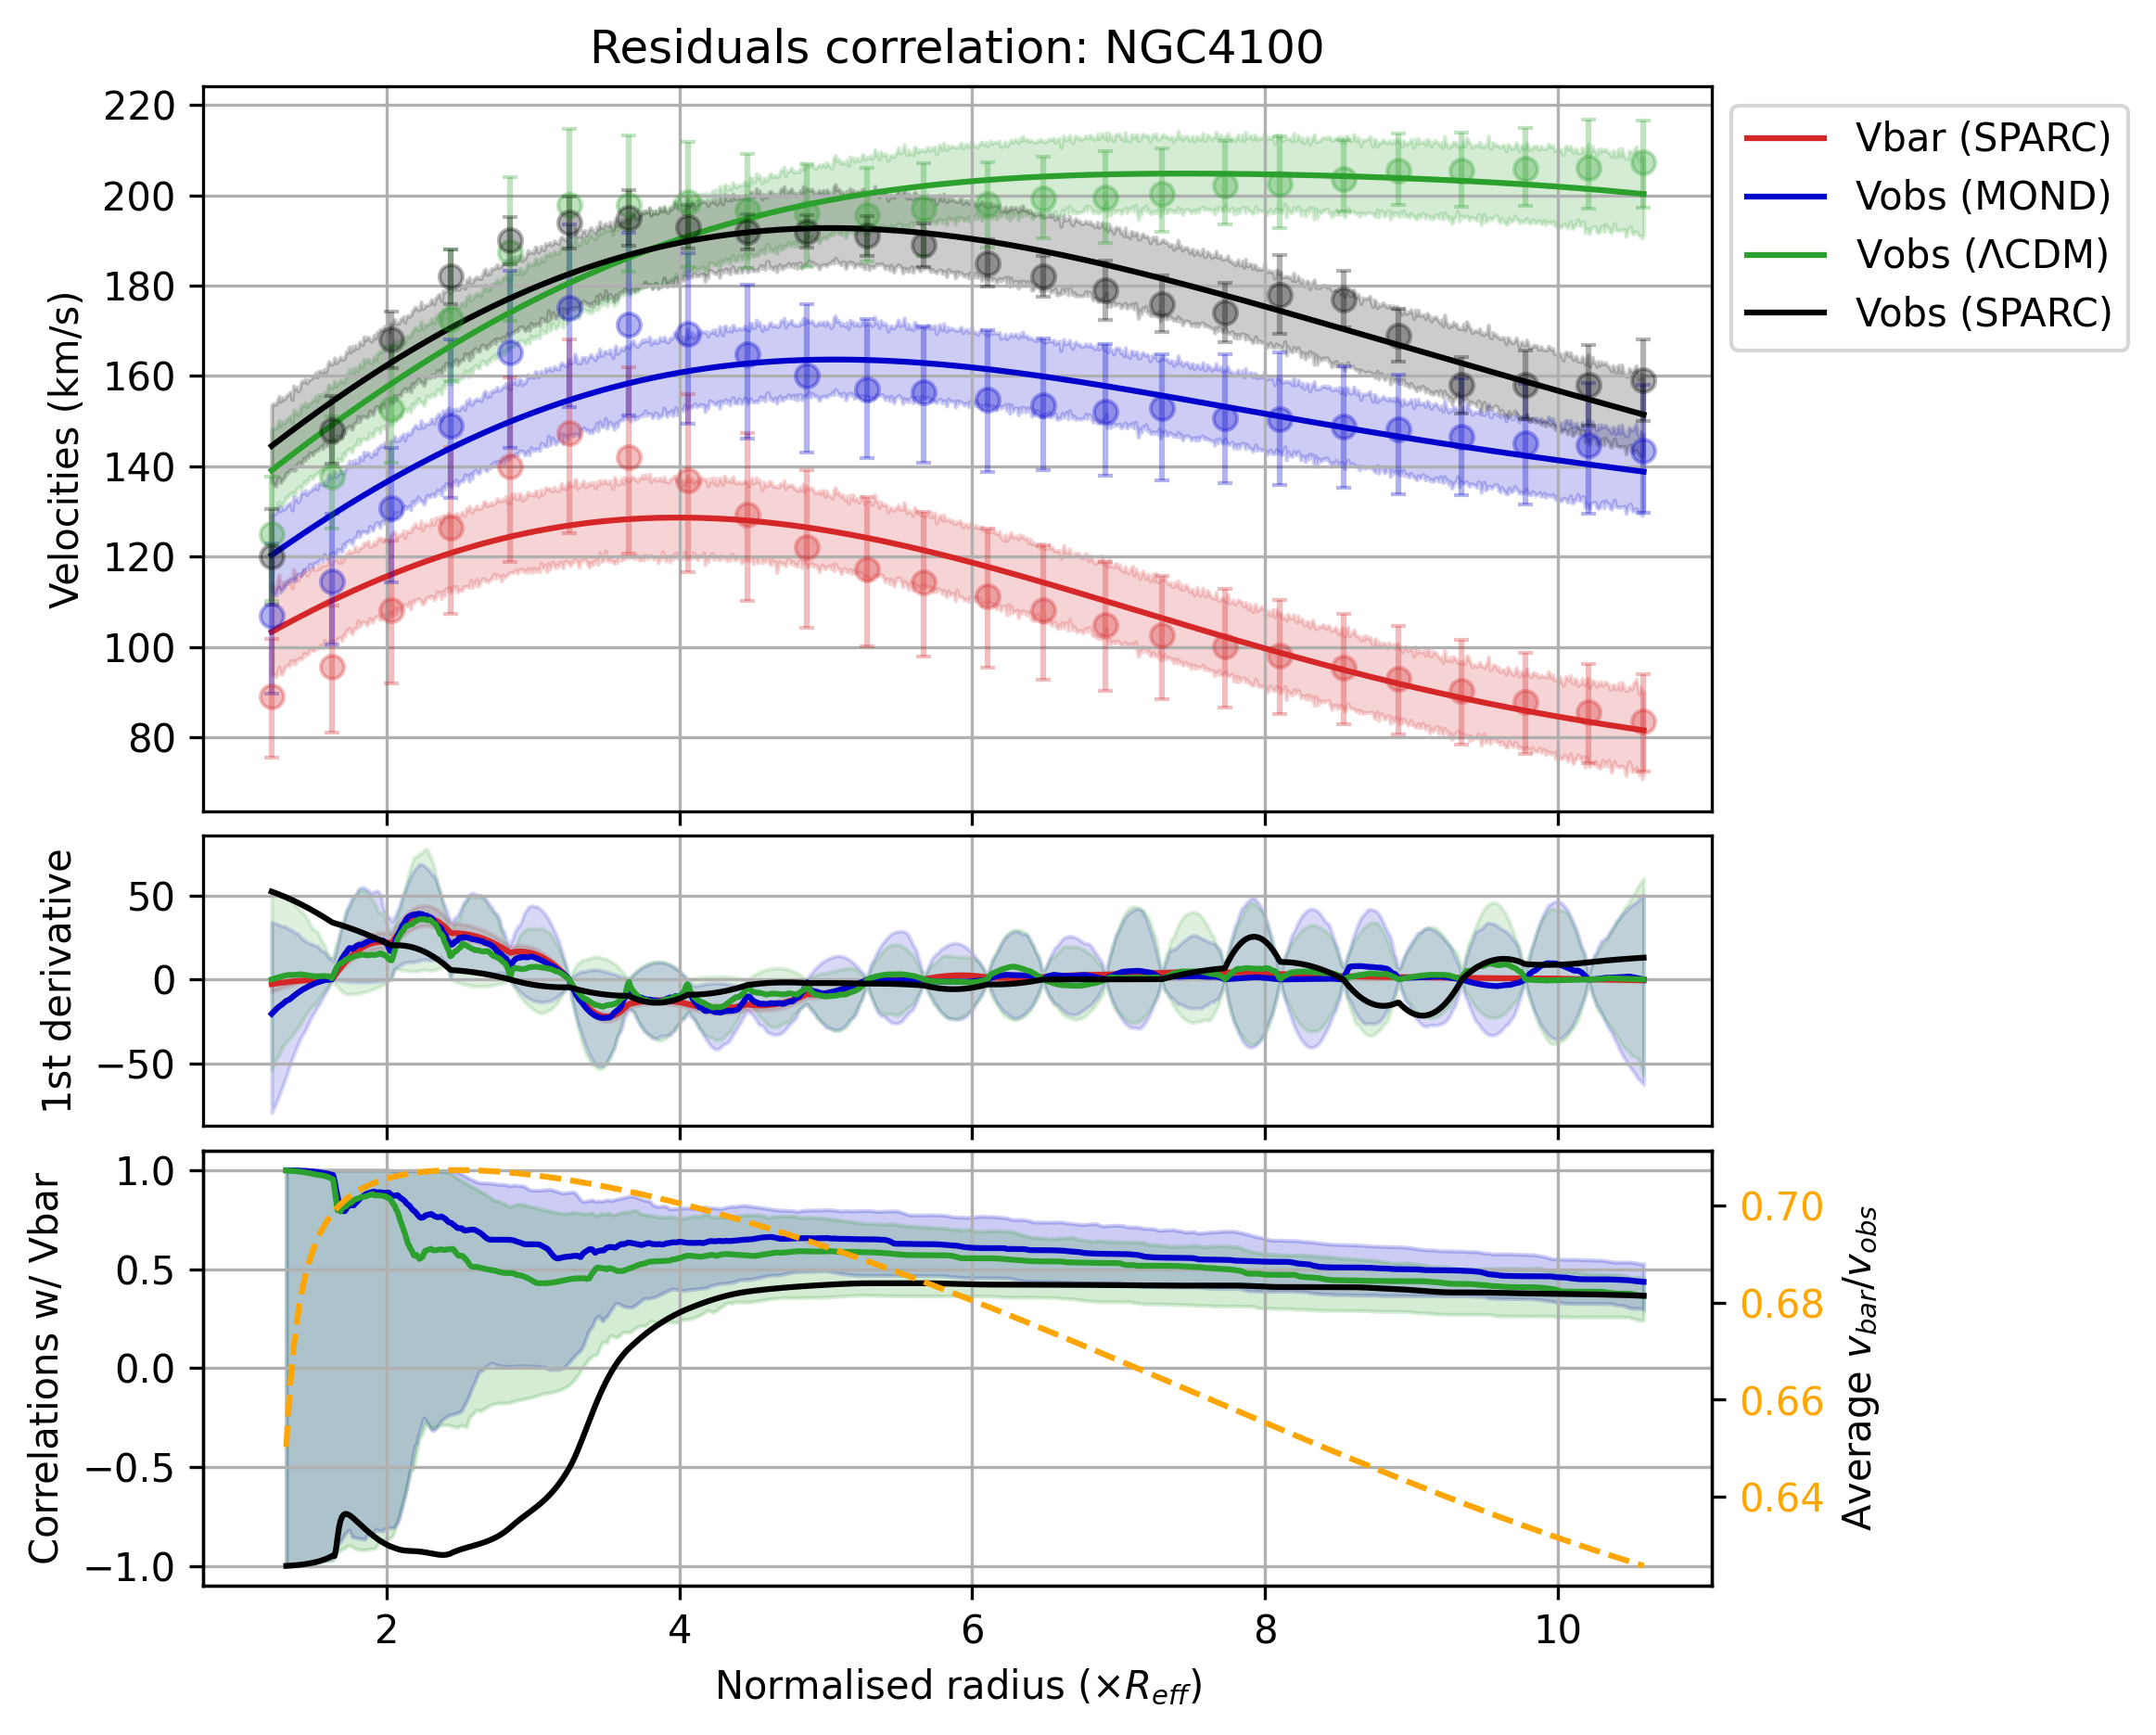 Residuals correlation: NGC4100
Velocities (km/s)
220
200
180
160
140
120
100
80
Vbar (SPARC)
Vobs (MOND)
Vobs (ΛCDM)
Vobs (SPARC)
1st derivative
50
0
−50
Correlations w/ Vbar
1.0
0.5
0.0
−0.5
−1.0
0.70
0.68
0.66
0.64
Average v_bar/v_obs
2
4
6
8
10
Normalised radius (×R_eff)